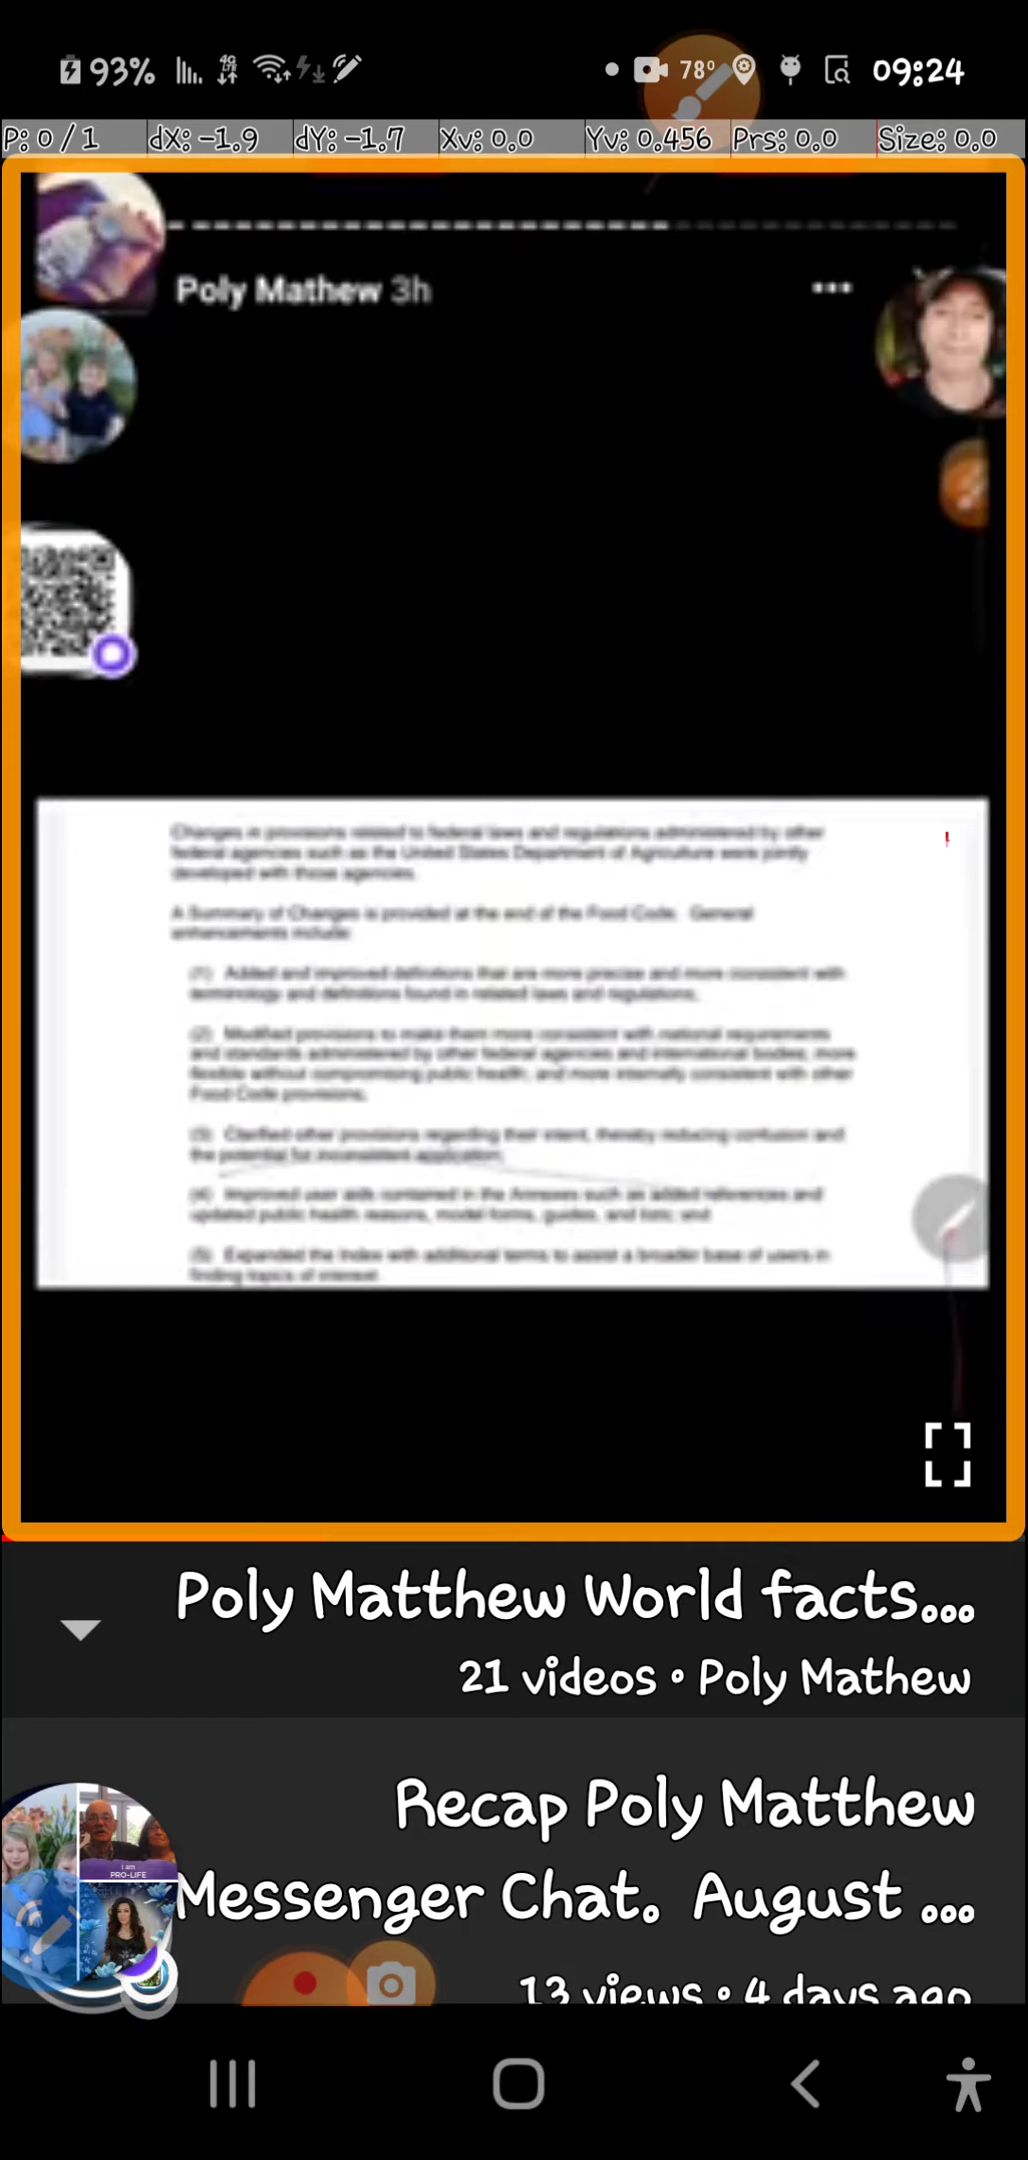 93% 4G 78° 09:24
P: 0 / 1 dX: -1.9 dY: -1.7 Xv: 0.0 Yv: 0.456 Prs: 0.0 Size: 0.0
Poly Mathew 3h
Changes in provisions related to federal laws and regulations administered by other
federal agencies such as the United States Department of Agriculture were jointly
developed with those agencies.
A Summary of Changes is provided at the end of the Food Code. General
enhancements include:
(1) Added and improved definitions that are more precise and more consistent with
terminology and definitions found in related laws and regulations;
(2) Modified provisions to make them more consistent with national requirements
and standards administered by other federal agencies and international bodies; more
flexible without compromising public health; and more internally consistent with other
Food Code provisions;
(3) Clarified other provisions regarding their intent, thereby reducing confusion and
the potential for inconsistent application;
(4) Improved user aids contained in the Annexes such as added references and
updated public health reasons, model forms, guides, and lists; and
(5) Expanded the Index with additional terms to assist a broader base of users in
finding topics of interest.
Poly Matthew World facts...
21 videos • Poly Mathew
Recap Poly Matthew
Messenger Chat. August ...
13 views • 4 days ago
i am
PRO-LIFE